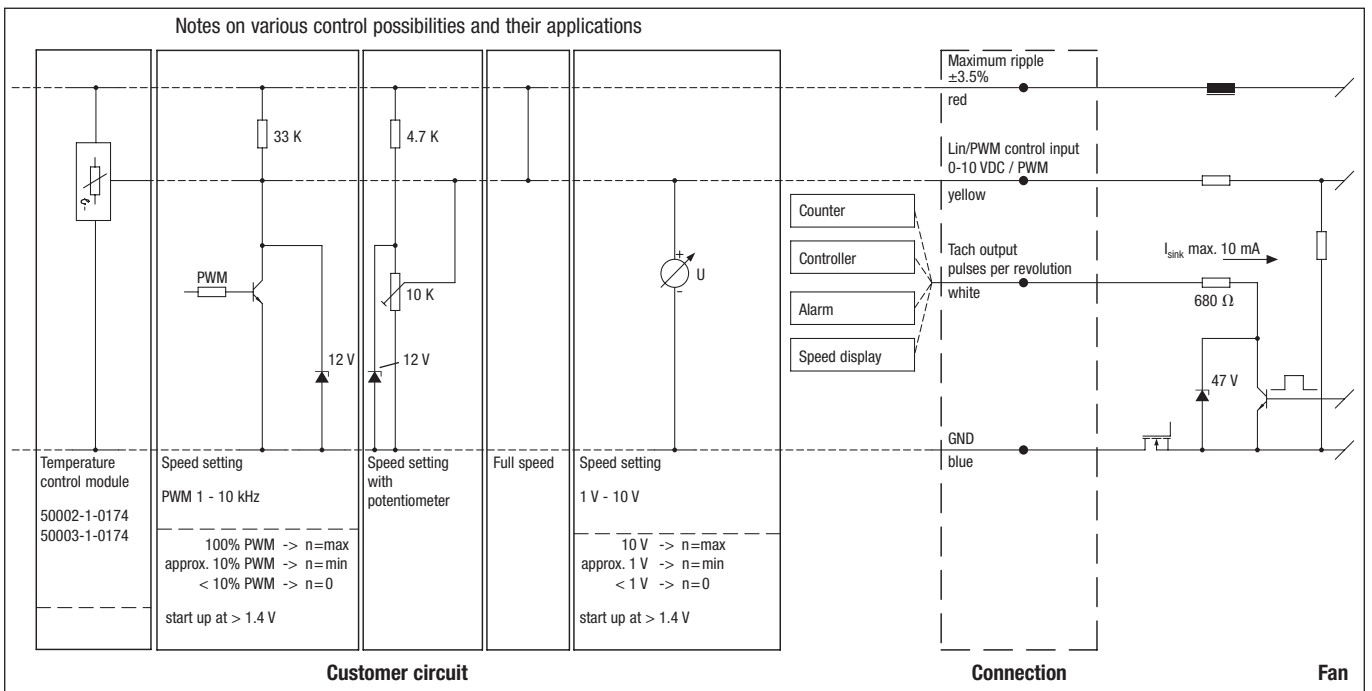 Notes on various control possibilities and their applications
Maximum ripple
±3.5%
red
33 K
4.7 K
Lin/PWM control input
0-10 VDC / PWM
yellow
Counter
Controller
Alarm
Speed display
Tach output
pulses per revolution
white
Isink max. 10 mA
680 Ω
PWM
10 K
+
U
−
12 V
12 V
47 V
GND
blue
Temperature
control module
50002-1-0174
50003-1-0174
Speed setting
PWM 1 - 10 kHz
100% PWM -> n=max
approx. 10% PWM -> n=min
< 10% PWM -> n=0
start up at > 1.4 V
Speed setting
with
potentiometer
Full speed
Speed setting
1 V - 10 V
10 V -> n=max
approx. 1 V -> n=min
< 1 V -> n=0
start up at > 1.4 V
Customer circuit
Connection
Fan